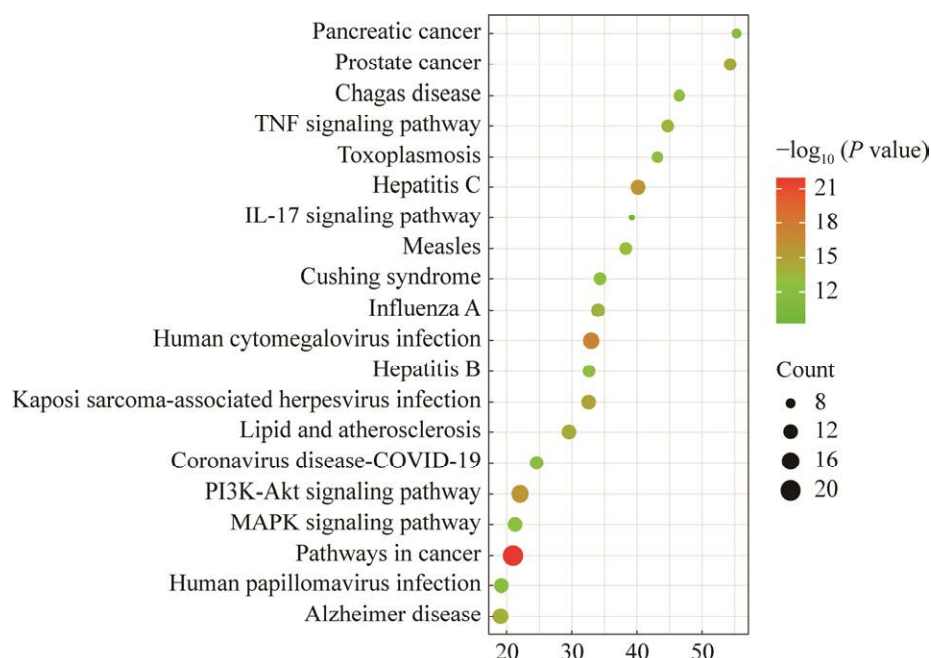 Pancreatic cancer
Prostate cancer
Chagas disease
TNF signaling pathway
Toxoplasmosis
Hepatitis C
IL-17 signaling pathway
Measles
Cushing syndrome
Influenza A
Human cytomegalovirus infection
Hepatitis B
Kaposi sarcoma-associated herpesvirus infection
Lipid and atherosclerosis
Coronavirus disease-COVID-19
PI3K-Akt signaling pathway
MAPK signaling pathway
Pathways in cancer
Human papillomavirus infection
Alzheimer disease
20 30 40 50
−log₁₀ (P value)
21
18
15
12
Count
8
12
16
20